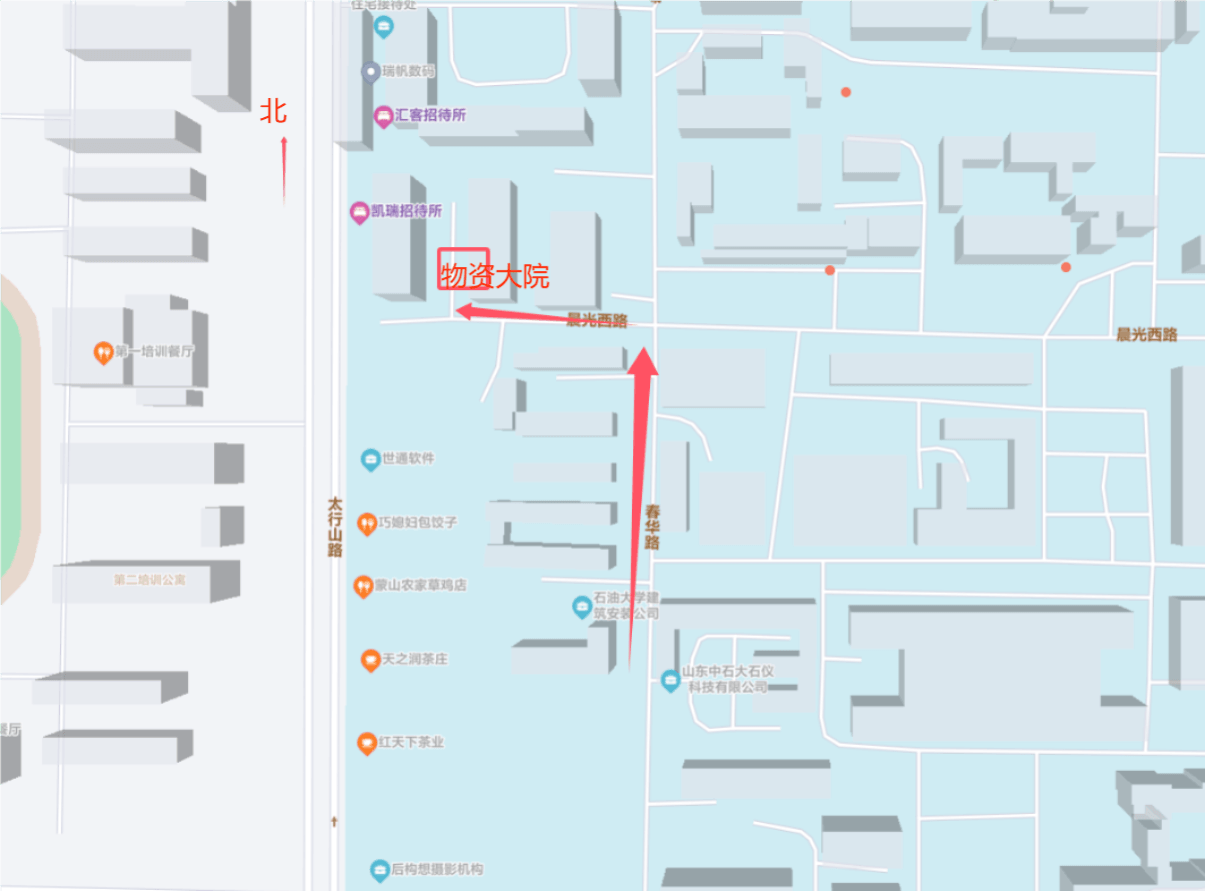 住宅接待处
瑞帆数码
北
汇客招待所
凯瑞招待所
物资大院
晨光西路
晨光西路
第一培训餐厅
世通软件
太行山路
巧媳妇包饺子
春华路
第二培训公寓
蒙山农家草鸡店
石油大学建
筑安装公司
天之润茶庄
山东中石大石仪
科技有限公司
餐厅
红天下茶业
后构想摄影机构